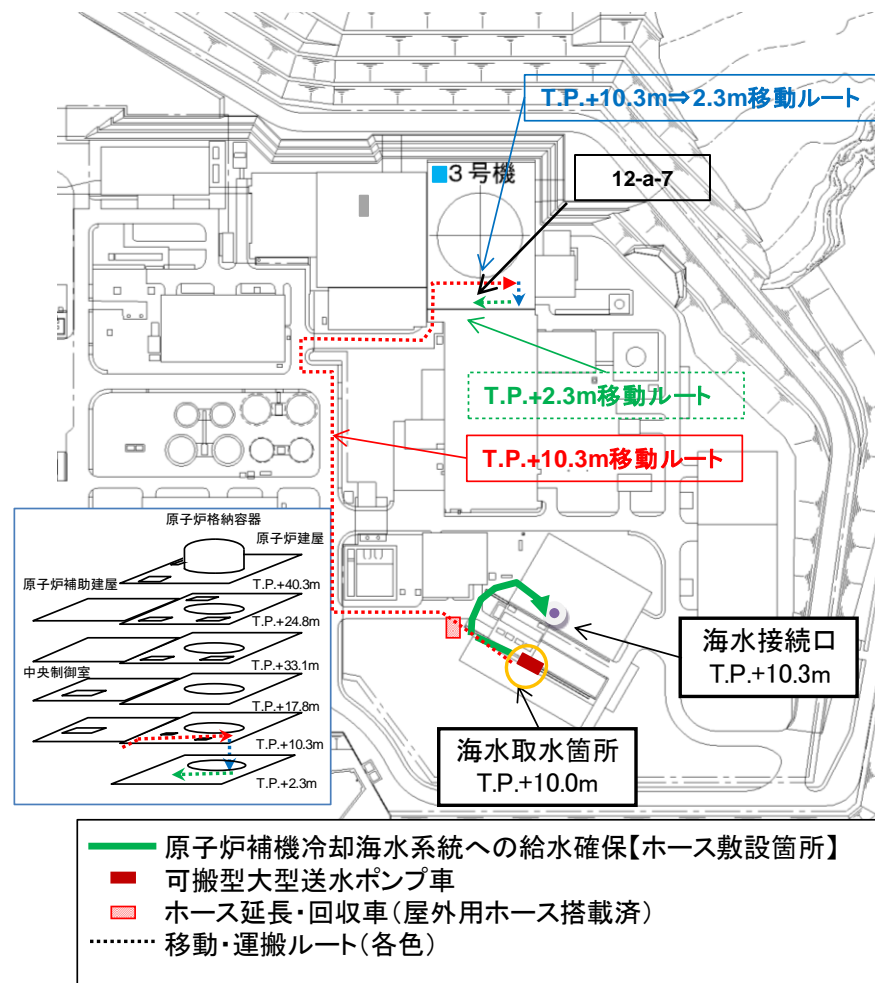 T.P.+10.3m⇒2.3m移動ルート
3号機
12-a-7
T.P.+2.3m移動ルート
T.P.+10.3m移動ルート
原子炉格納容器
原子炉建屋
T.P.+40.3m
原子炉補助建屋
T.P.+24.8m
T.P.+33.1m
中央制御室
T.P.+17.8m
T.P.+10.3m
T.P.+2.3m
海水接続口
T.P.+10.3m
海水取水箇所
T.P.+10.0m
原子炉補機冷却海水系統への給水確保【ホース敷設箇所】
可搬型大型送水ポンプ車
ホース延長・回収車(屋外用ホース搭載済)
移動・運搬ルート(各色)